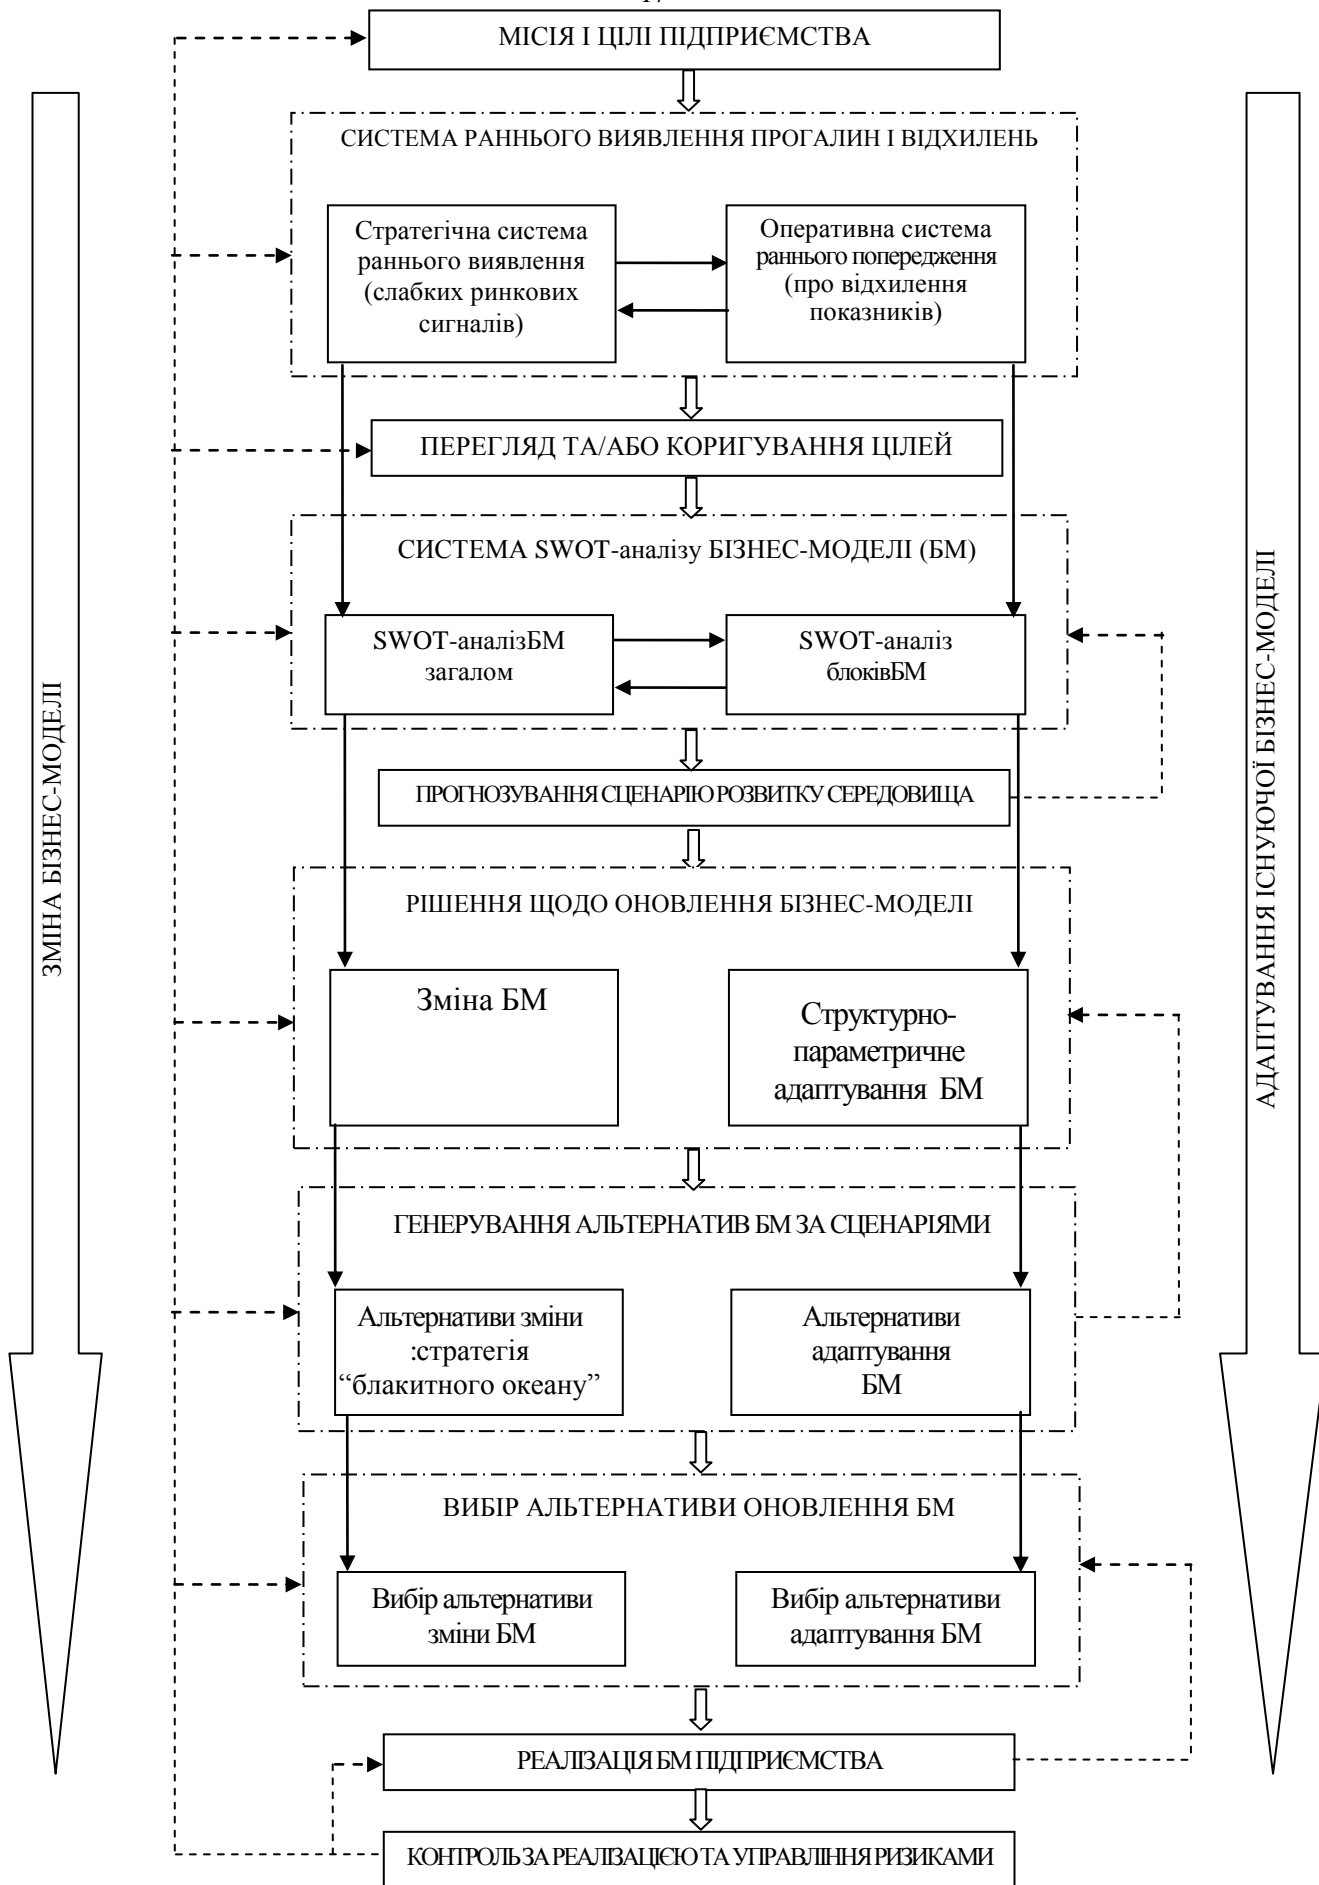 МІСІЯ І ЦІЛІ ПІДПРИЄМСТВА
СИСТЕМА РАННЬОГО ВИЯВЛЕННЯ ПРОГАЛИН І ВІДХИЛЕНЬ
Стратегічна система
раннього виявлення
(слабких ринкових
сигналів)
Оперативна система
раннього попередження
(про відхилення
показників)
ПЕРЕГЛЯД ТА/АБО КОРИГУВАННЯ ЦІЛЕЙ
СИСТЕМА SWOT-аналізу БІЗНЕС-МОДЕЛІ (БМ)
SWOT-аналізБМ
загалом
SWOT-аналіз
блоківБМ
ПРОГНОЗУВАННЯ СЦЕНАРІЮ РОЗВИТКУ СЕРЕДОВИЩА
РІШЕННЯ ЩОДО ОНОВЛЕННЯ БІЗНЕС-МОДЕЛІ
Зміна БМ
Структурно-
параметричне
адаптування БМ
ГЕНЕРУВАННЯ АЛЬТЕРНАТИВ БМ ЗА СЦЕНАРІЯМИ
Альтернативи зміни
:стратегія
“блакитного океану”
Альтернативи
адаптування
БМ
ВИБІР АЛЬТЕРНАТИВИ ОНОВЛЕННЯ БМ
Вибір альтернативи
зміни БМ
Вибір альтернативи
адаптування БМ
РЕАЛІЗАЦІЯ БМ ПІДПРИЄМСТВА
КОНТРОЛЬ ЗА РЕАЛІЗАЦІЄЮ ТА УПРАВЛІННЯ РИЗИКАМИ
ЗМІНА БІЗНЕС-МОДЕЛІ
АДАПТУВАННЯ ІСНУЮЧОЇ БІЗНЕС-МОДЕЛІ